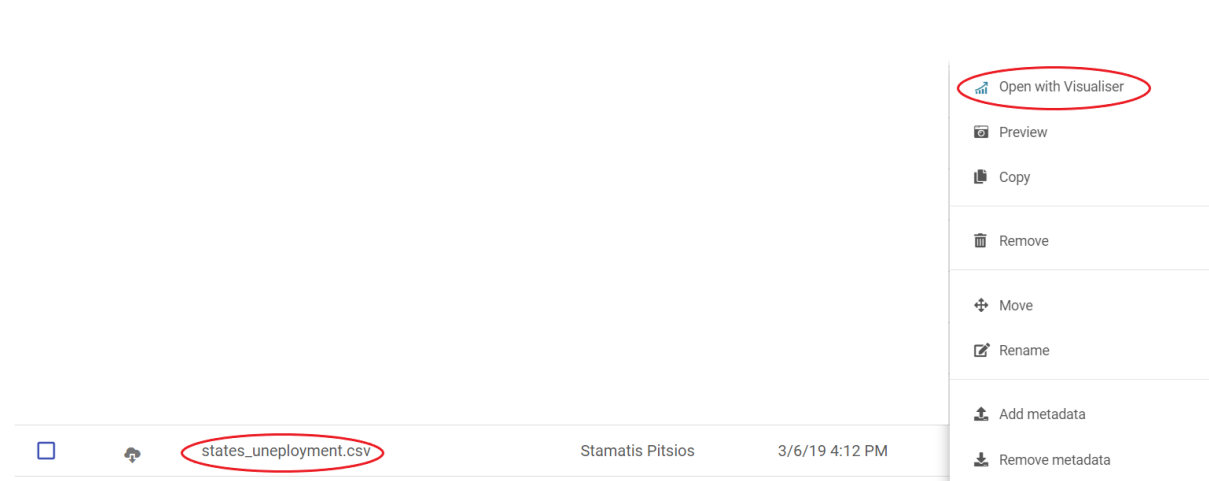 Open with Visualiser
Preview
Copy
Remove
Move
Rename
Add metadata
states_uneployment.csv Stamatis Pitsios 3/6/19 4:12 PM
Remove metadata